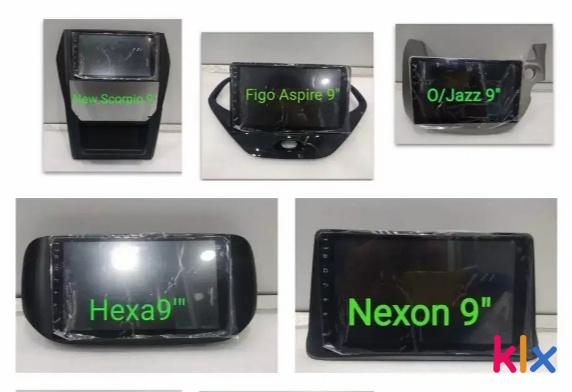 New Scorpio 9"
Figo Aspire 9"
O/Jazz 9"
Hexa9'"
Nexon 9"
klx